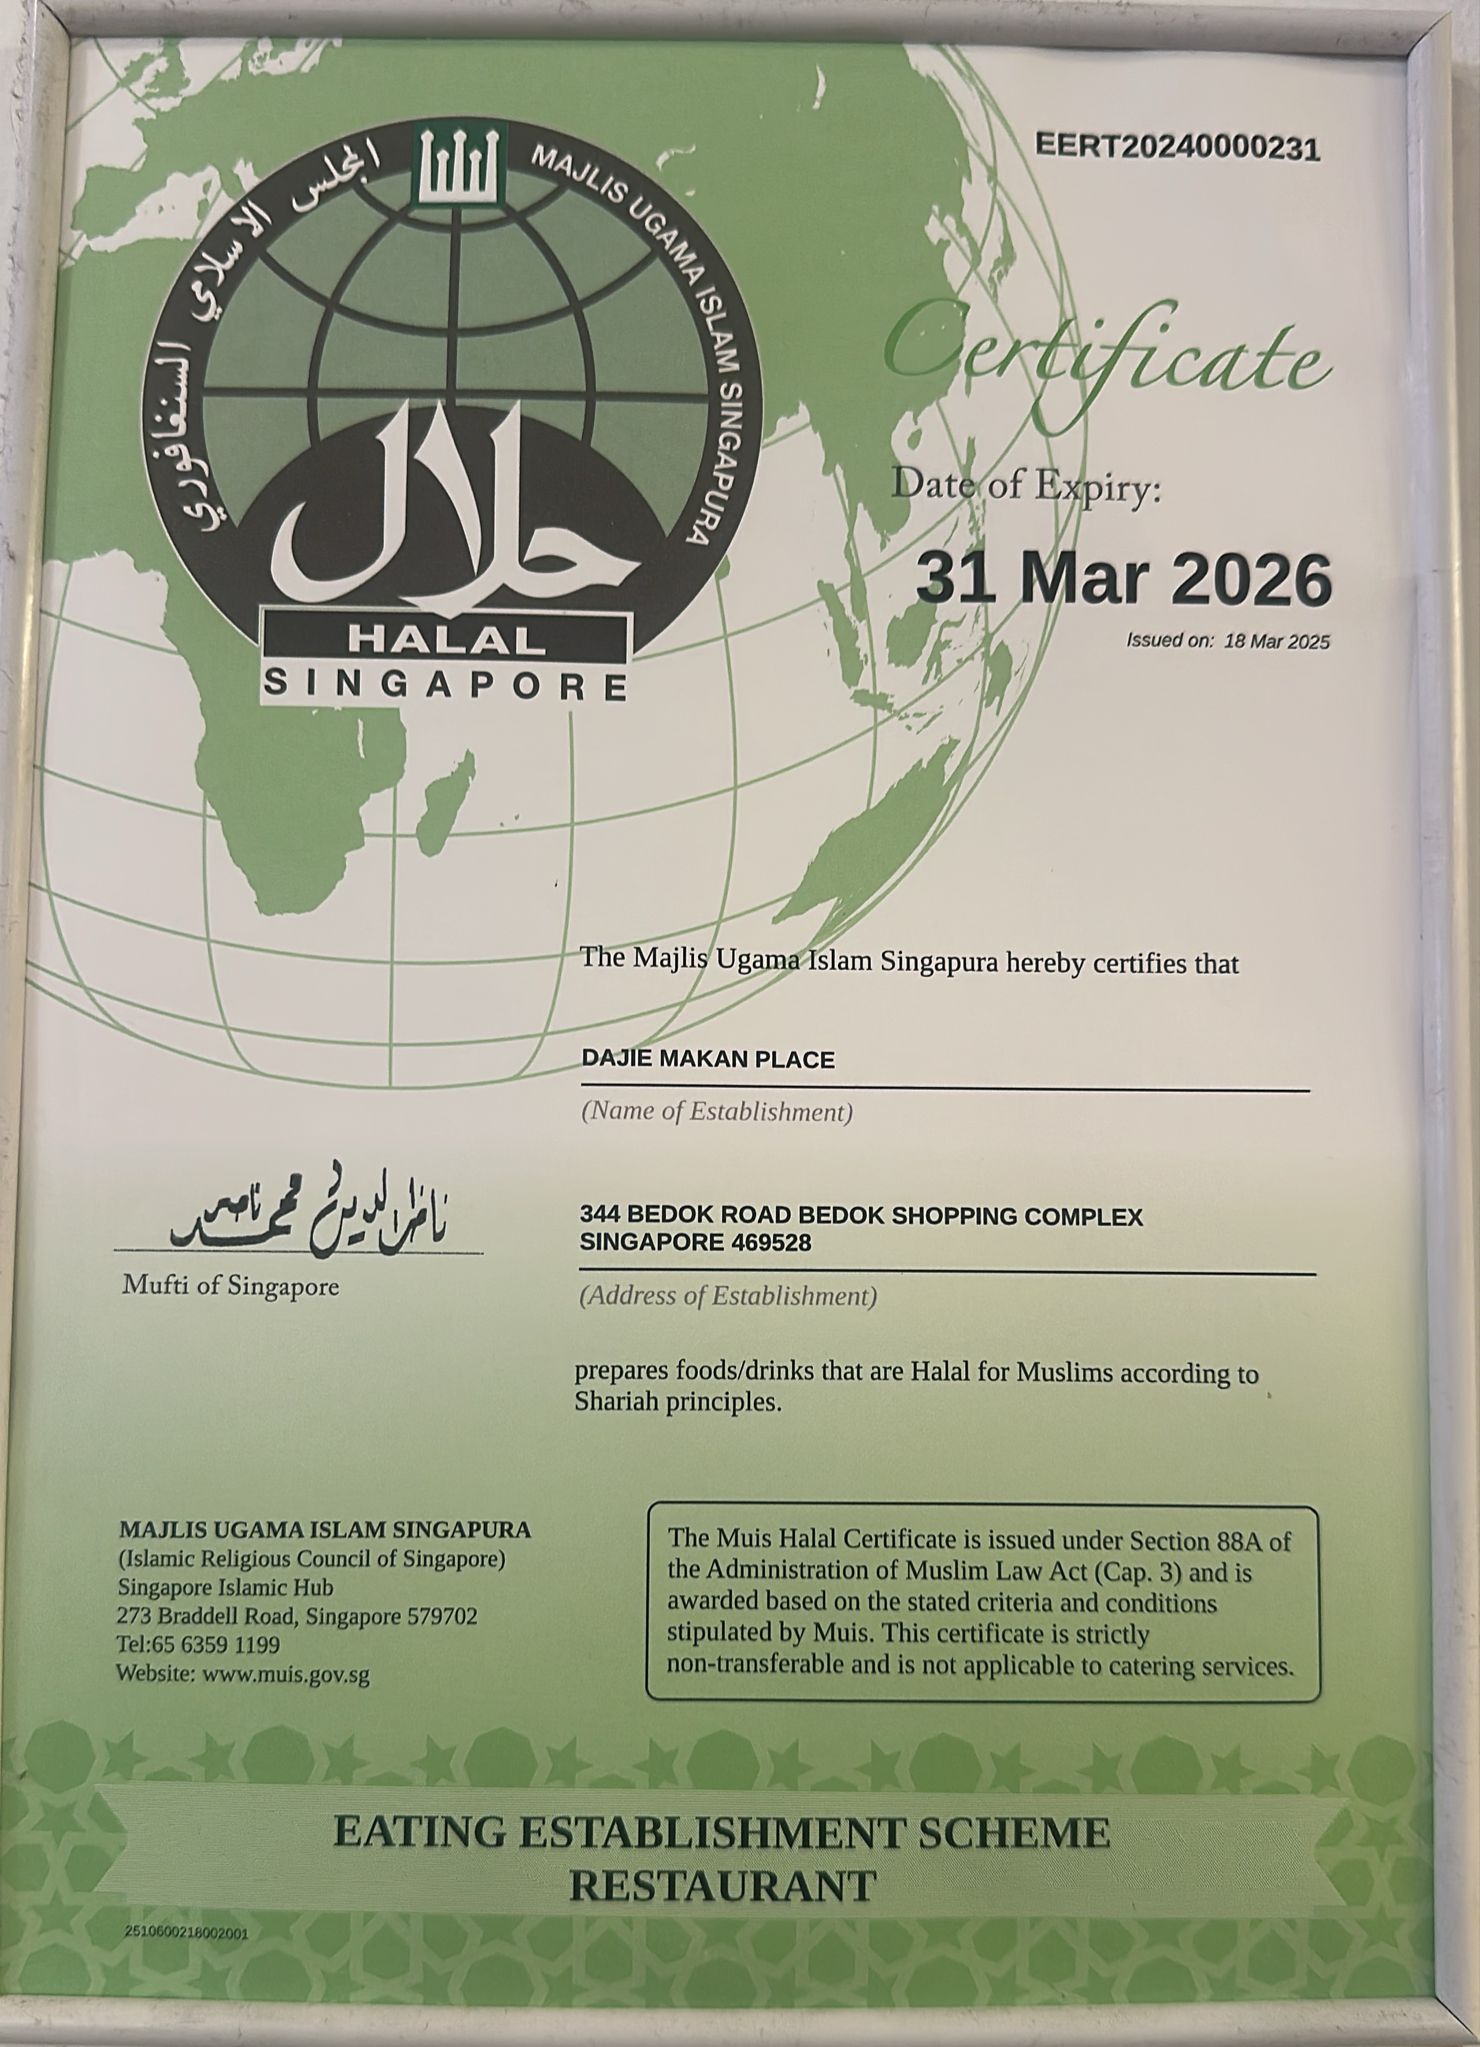 EERT20240000231
المجلس الاسلامي السنغافوري
MAJLIS UGAMA ISLAM SINGAPURA
حلال
HALAL
SINGAPORE
Certificate
Date of Expiry:
31 Mar 2026
Issued on: 18 Mar 2025
The Majlis Ugama Islam Singapura hereby certifies that
DAJIE MAKAN PLACE
(Name of Establishment)
344 BEDOK ROAD BEDOK SHOPPING COMPLEX
SINGAPORE 469528
(Address of Establishment)
ناظرالدين محمد ناصر
Mufti of Singapore
prepares foods/drinks that are Halal for Muslims according to
Shariah principles.
MAJLIS UGAMA ISLAM SINGAPURA
(Islamic Religious Council of Singapore)
Singapore Islamic Hub
273 Braddell Road, Singapore 579702
Tel:65 6359 1199
Website: www.muis.gov.sg
The Muis Halal Certificate is issued under Section 88A of
the Administration of Muslim Law Act (Cap. 3) and is
awarded based on the stated criteria and conditions
stipulated by Muis. This certificate is strictly
non-transferable and is not applicable to catering services.
EATING ESTABLISHMENT SCHEME
RESTAURANT
2510600218002001